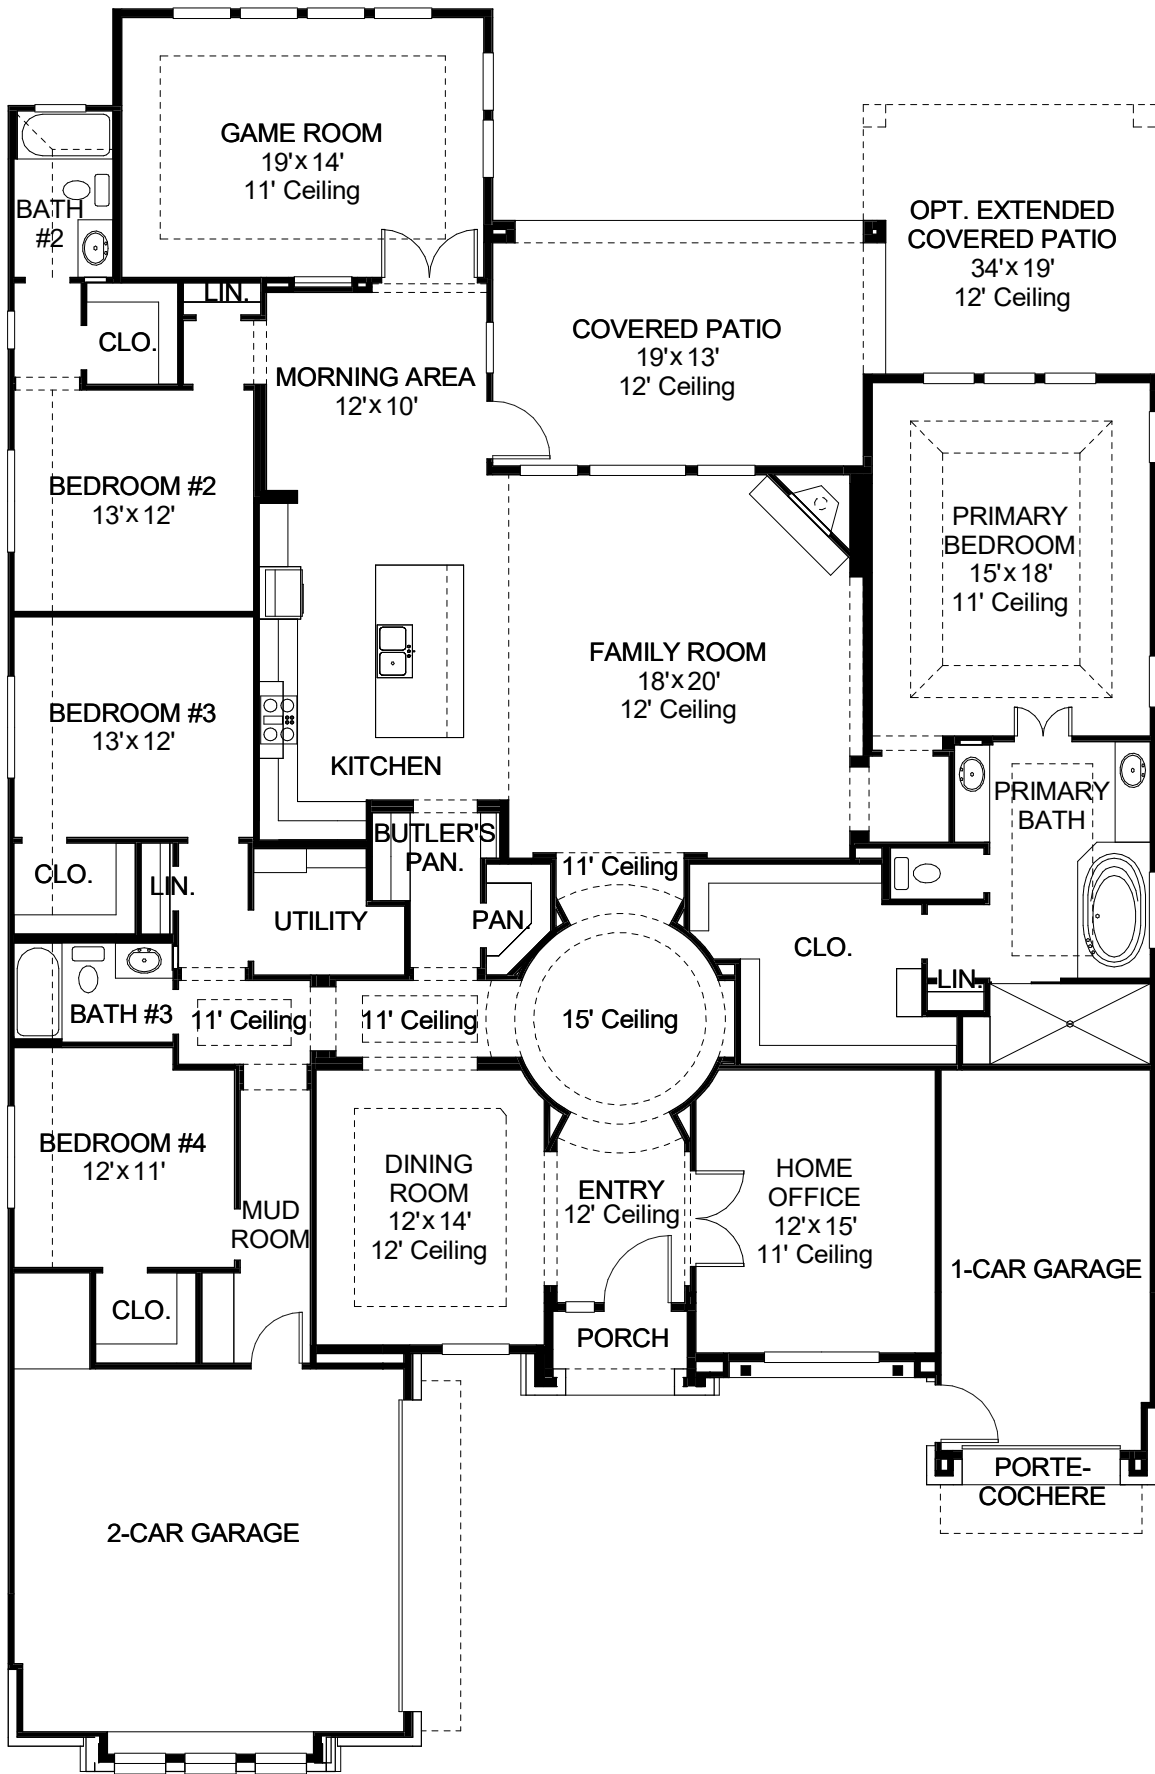 GAME ROOM
19'x 14'
11' Ceiling
BATH
#2
OPT. EXTENDED
COVERED PATIO
34'x 19'
12' Ceiling
LIN.
CLO.
COVERED PATIO
19'x 13'
12' Ceiling
MORNING AREA
12'x 10'
BEDROOM #2
13'x 12'
PRIMARY
BEDROOM
15'x 18'
11' Ceiling
FAMILY ROOM
18'x 20'
12' Ceiling
BEDROOM #3
13'x 12'
KITCHEN
PRIMARY
BATH
BUTLER'S
PAN.
11' Ceiling
CLO.
LIN.
UTILITY
PAN.
CLO.
LIN.
BATH #3
11' Ceiling
11' Ceiling
15' Ceiling
BEDROOM #4
12'x 11'
DINING
ROOM
12'x 14'
12' Ceiling
ENTRY
12' Ceiling
HOME
OFFICE
12'x 15'
11' Ceiling
MUD
ROOM
1-CAR GARAGE
CLO.
PORCH
PORTE-
COCHERE
2-CAR GARAGE